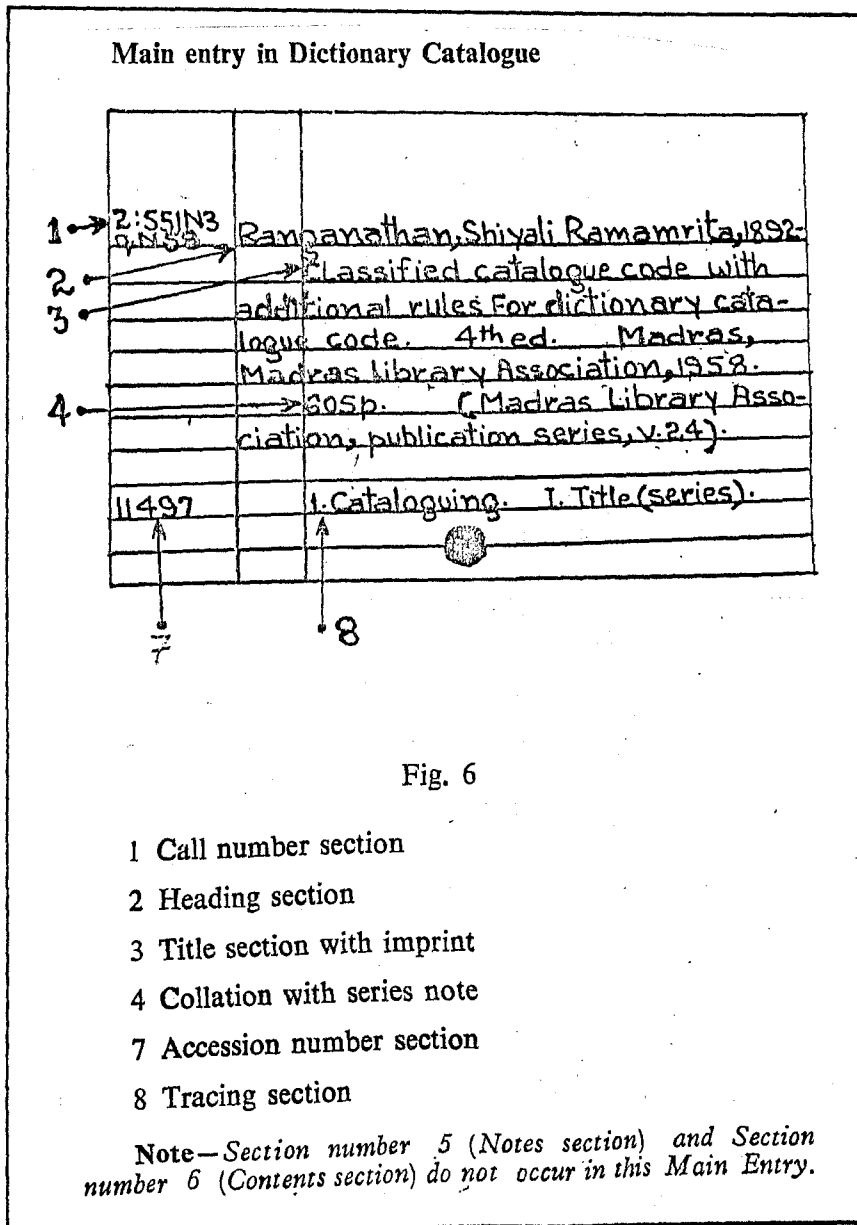 Main entry in Dictionary Catalogue
1 2:551N3
qN58 Ranganathan, Shiyali Ramamrita, 1892-
2 Classified catalogue code with
3 additional rules For dictionary cata-
logue code. 4th ed. Madras,
Madras Library Association, 1958.
4 605p. (Madras Library Asso-
ciation, publication series, v.24).
11497 1. Cataloguing. I. Title (series).
7 8
Fig. 6
1 Call number section
2 Heading section
3 Title section with imprint
4 Collation with series note
7 Accession number section
8 Tracing section
Note—Section number 5 (Notes section) and Section
number 6 (Contents section) do not occur in this Main Entry.